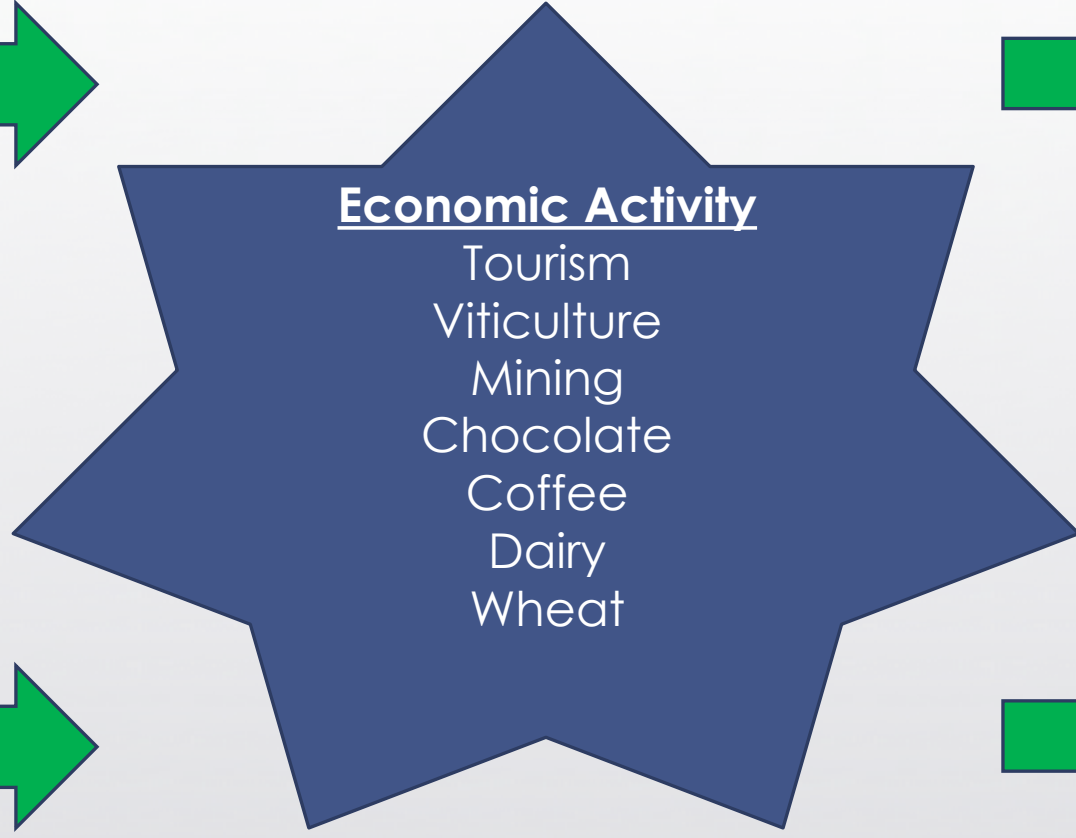 Economic Activity
Tourism
Viticulture
Mining
Chocolate
Coffee
Dairy
Wheat